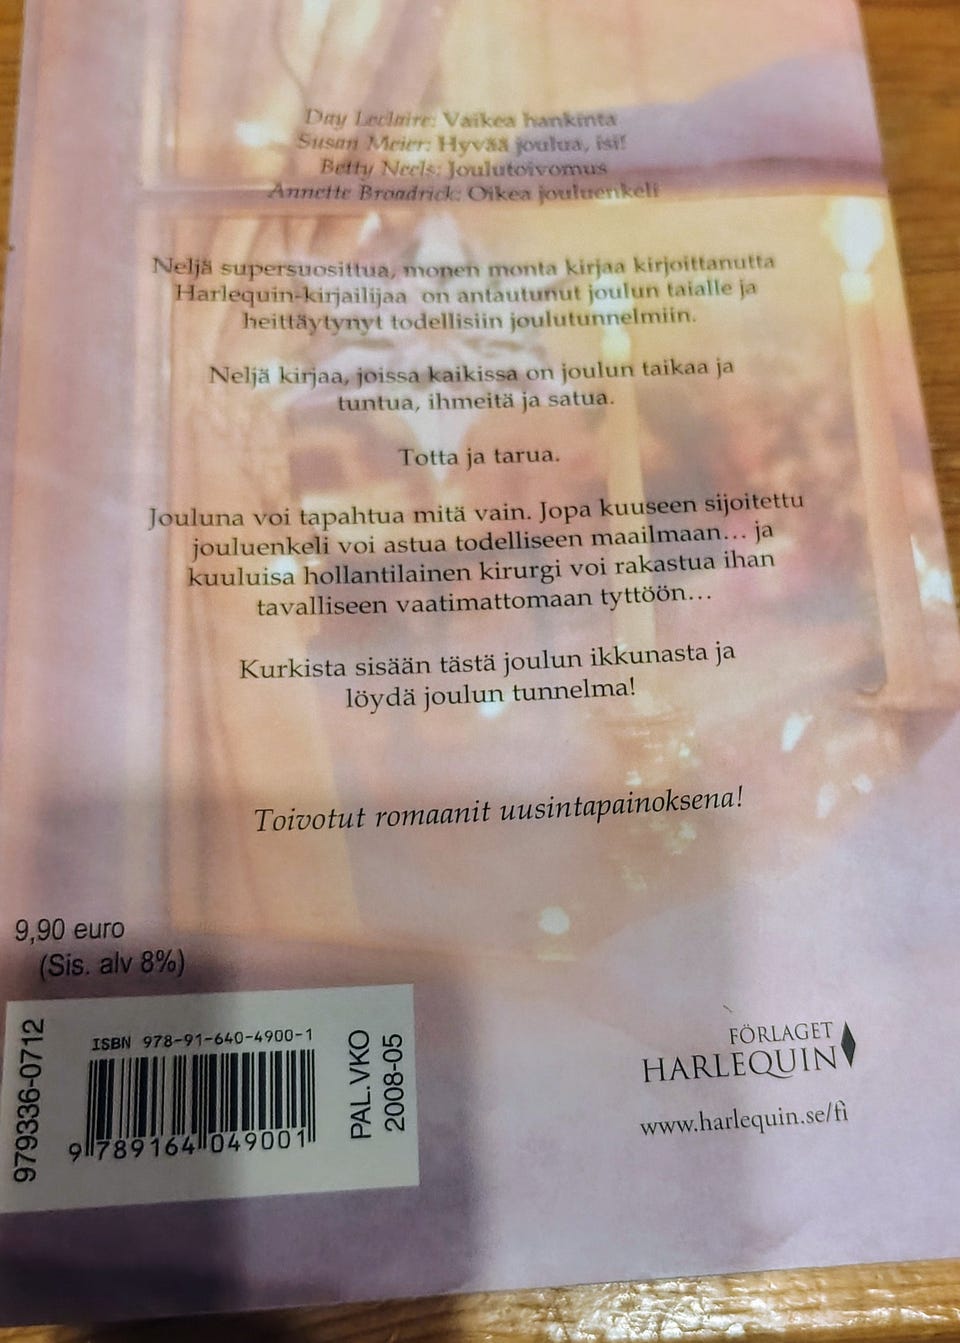 Day Leclaire: Vaikea hankinta
Susan Meier: Hyvää joulua, isi!
Betty Neels: Joulutoivomus
Annette Broadrick: Oikea jouluenkeli
Neljä supersuosittua, monen monta kirjaa kirjoittanutta
Harlequin-kirjailijaa on antautunut joulun taialle ja
heittäytynyt todellisiin joulutunnelmiin.
Neljä kirjaa, joissa kaikissa on joulun taikaa ja
tuntua, ihmeitä ja satua.
Totta ja tarua.
Jouluna voi tapahtua mitä vain. Jopa kuuseen sijoitettu
jouluenkeli voi astua todelliseen maailmaan… ja
kuuluisa hollantilainen kirurgi voi rakastua ihan
tavalliseen vaatimattomaan tyttöön…
Kurkista sisään tästä joulun ikkunasta ja
löydä joulun tunnelma!
Toivotut romaanit uusintapainoksena!
9,90 euro
(Sis. alv 8%)
979336-0712
ISBN 978-91-640-4900-1
9 789164 049001
PAL.VKO
2008-05
FÖRLAGET
HARLEQUIN
www.harlequin.se/fi